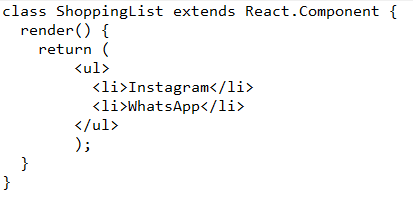 class ShoppingList extends React.Component {
  render() {
    return (
        <ul>
          <li>Instagram</li>
          <li>WhatsApp</li>
        </ul>
        );
  }
}